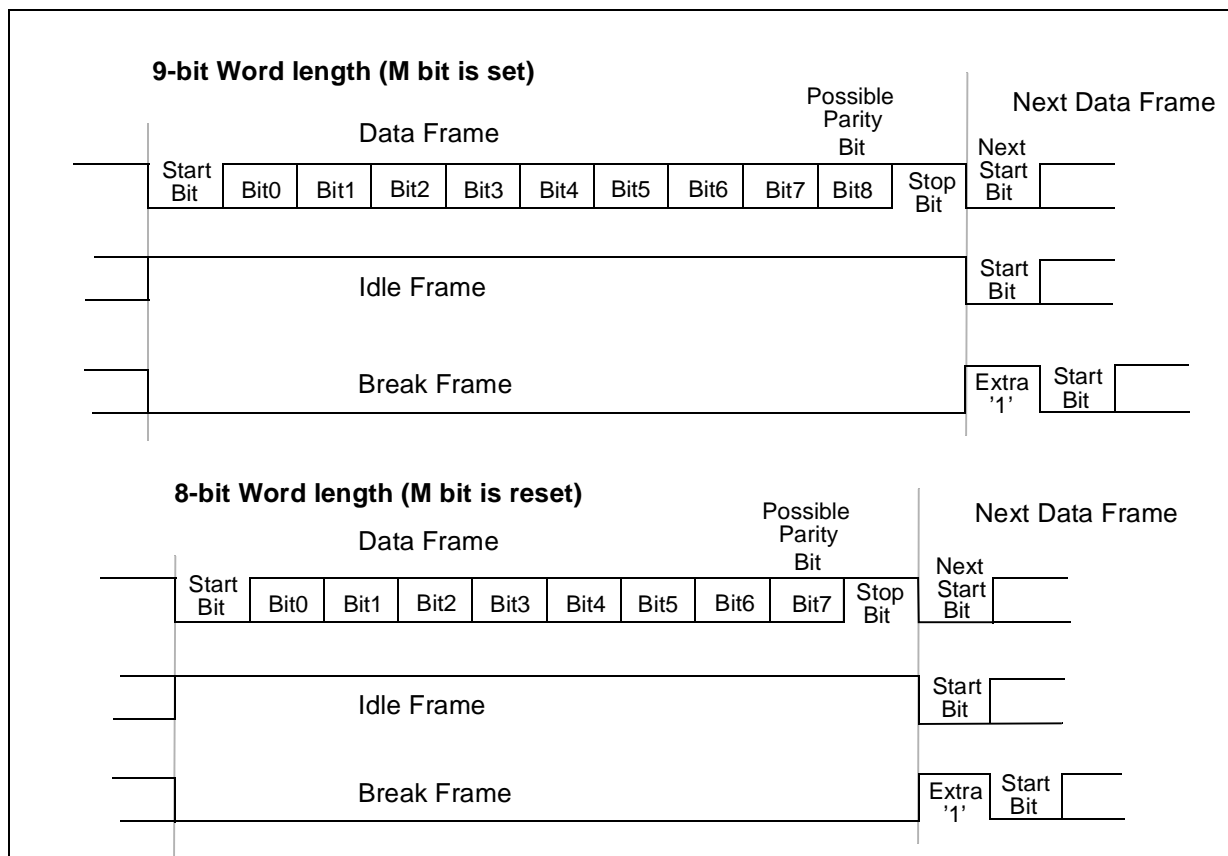 9-bit Word length (M bit is set)
Possible
Parity
Bit
Next Data Frame
Data Frame
Start
Bit
Bit0
Bit1
Bit2
Bit3
Bit4
Bit5
Bit6
Bit7
Bit8
Stop
Bit
Next
Start
Bit
Idle Frame
Start
Bit
Break Frame
Extra
'1'
Start
Bit
8-bit Word length (M bit is reset)
Possible
Parity
Bit
Next Data Frame
Data Frame
Start
Bit
Bit0
Bit1
Bit2
Bit3
Bit4
Bit5
Bit6
Bit7
Stop
Bit
Next
Start
Bit
Idle Frame
Start
Bit
Break Frame
Extra
'1'
Start
Bit